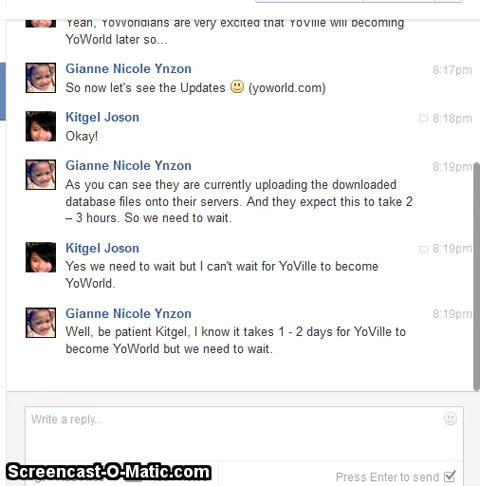 Yeah, YoWorldians are very excited that YoVille will becoming
YoWorld later so...
Gianne Nicole Ynzon 8:17pm
So now let's see the Updates 🙂 (yoworld.com)
Kitgel Joson 8:18pm
Okay!
Gianne Nicole Ynzon 8:19pm
As you can see they are currently uploading the downloaded
database files onto their servers. And they expect this to take 2
– 3 hours. So we need to wait.
Kitgel Joson 8:19pm
Yes we need to wait but I can't wait for YoVille to become
YoWorld.
Gianne Nicole Ynzon 8:19pm
Well, be patient Kitgel, I know it takes 1 - 2 days for YoVille to
become YoWorld but we need to wait.
Write a reply...
Screencast-O-Matic.com
Press Enter to send